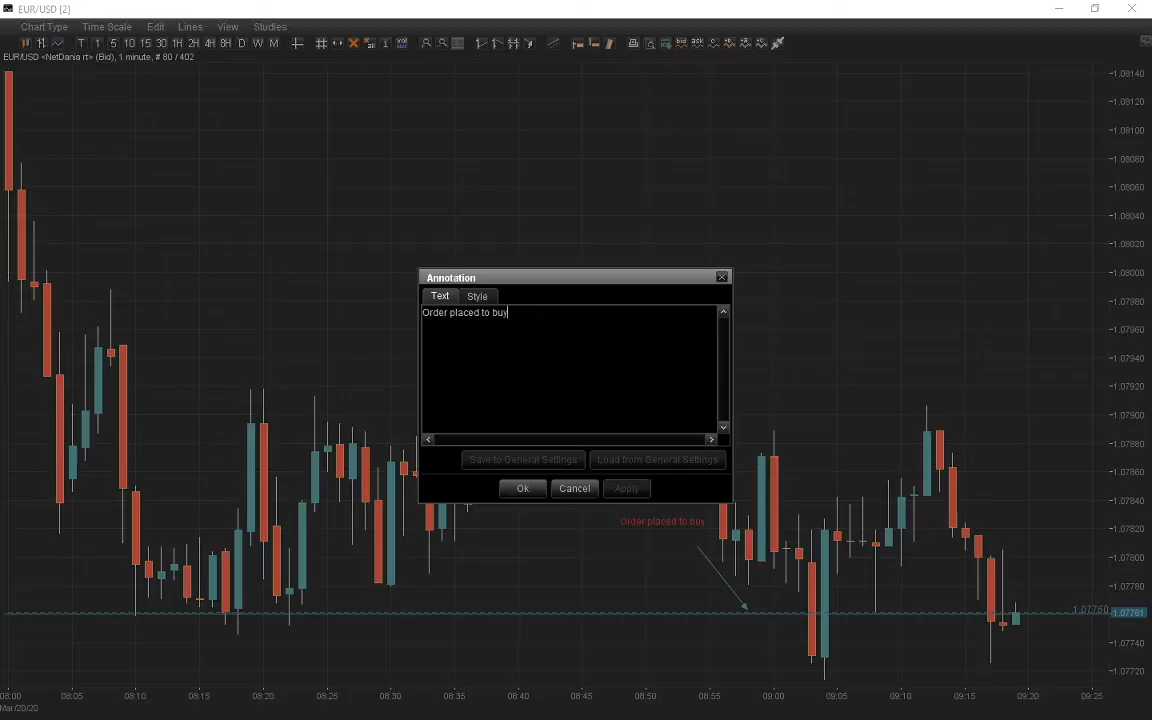 EUR/USD [2]
Chart Type Time Scale Edit Lines View Studies
T 1 5 10 15 30 1H 2H 4H 8H D W M
EUR/USD <NetDania rt> (Bid), 1 minute, # 80 / 402
1.08140
1.08120
1.08100
1.08080
1.08060
1.08040
1.08020
1.08000
1.07980
1.07960
1.07940
1.07920
1.07900
1.07880
1.07860
1.07840
1.07820
1.07800
1.07780
1.07760
1.07761
1.07740
1.07720
Annotation
Text Style
Order placed to buy
Save to General Settings Load from General Settings
Ok Cancel Apply
Order placed to buy
08:00 08:05 08:10 08:15 08:20 08:25 08:30 08:35 08:40 08:45 08:50 08:55 09:00 09:05 09:10 09:15 09:20 09:25
Mar/20/20